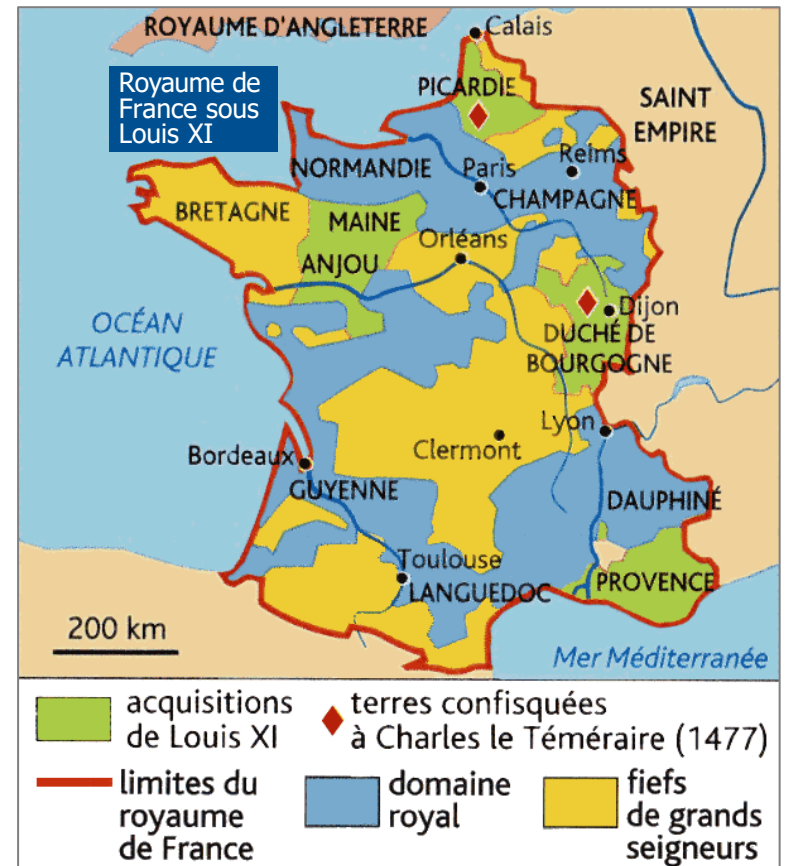 ROYAUME D'ANGLETERRE
Calais
Royaume de
France sous
Louis XI
PICARDIE
SAINT
EMPIRE
NORMANDIE
Paris
Reims
CHAMPAGNE
BRETAGNE
MAINE
Orléans
ANJOU
OCÉAN
ATLANTIQUE
Dijon
DUCHÉ DE
BOURGOGNE
Lyon
Clermont
Bordeaux
GUYENNE
DAUPHINÉ
Toulouse
LANGUEDOC
PROVENCE
200 km
Mer Méditerranée
acquisitions
de Louis XI
terres confisquées
à Charles le Téméraire (1477)
limites du
royaume
de France
domaine
royal
fiefs
de grands
seigneurs